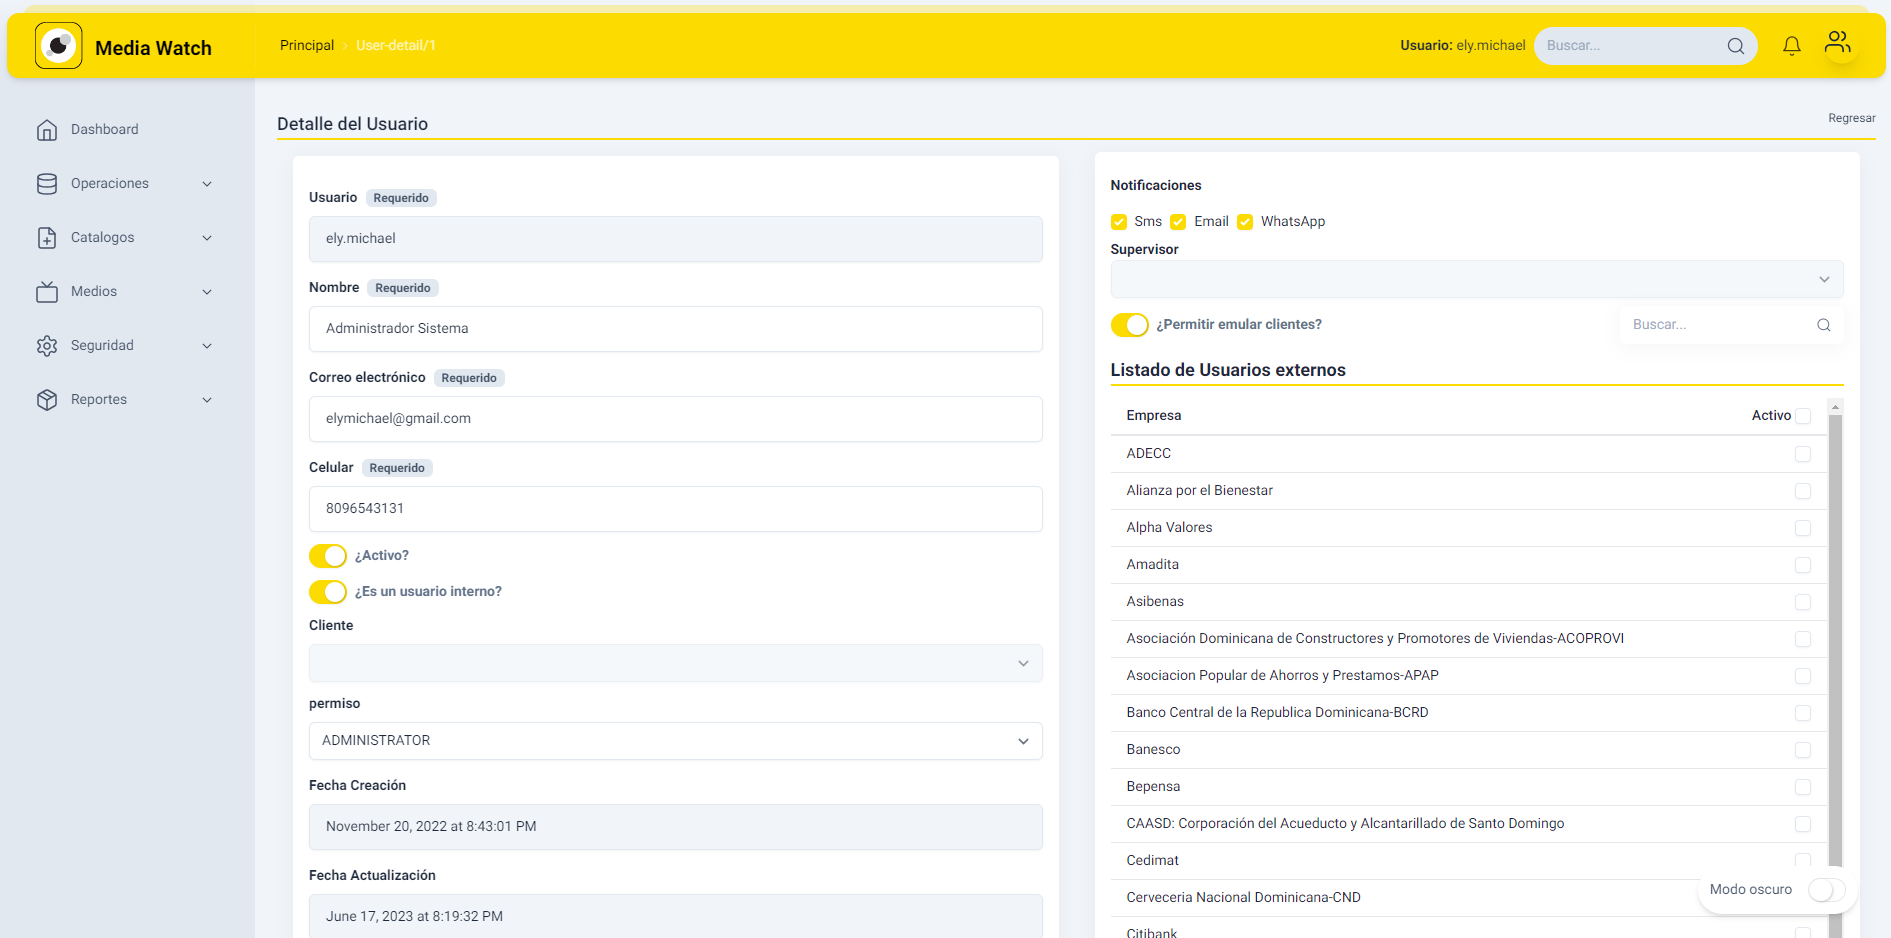 Media Watch
Principal > User-detail/1
Usuario: ely.michael
Buscar...
Dashboard
Operaciones
Catalogos
Medios
Seguridad
Reportes
Detalle del Usuario
Regresar
Usuario Requerido
ely.michael
Nombre Requerido
Administrador Sistema
Correo electrónico Requerido
elymichael@gmail.com
Celular Requerido
8096543131
¿Activo?
¿Es un usuario interno?
Cliente
permiso
ADMINISTRATOR
Fecha Creación
November 20, 2022 at 8:43:01 PM
Fecha Actualización
June 17, 2023 at 8:19:32 PM
Notificaciones
Sms Email WhatsApp
Supervisor
¿Permitir emular clientes?
Buscar...
Listado de Usuarios externos
Empresa Activo
ADECC
Alianza por el Bienestar
Alpha Valores
Amadita
Asibenas
Asociación Dominicana de Constructores y Promotores de Viviendas-ACOPROVI
Asociacion Popular de Ahorros y Prestamos-APAP
Banco Central de la Republica Dominicana-BCRD
Banesco
Bepensa
CAASD: Corporación del Acueducto y Alcantarillado de Santo Domingo
Cedimat
Cerveceria Nacional Dominicana-CND
Citibank
Modo oscuro